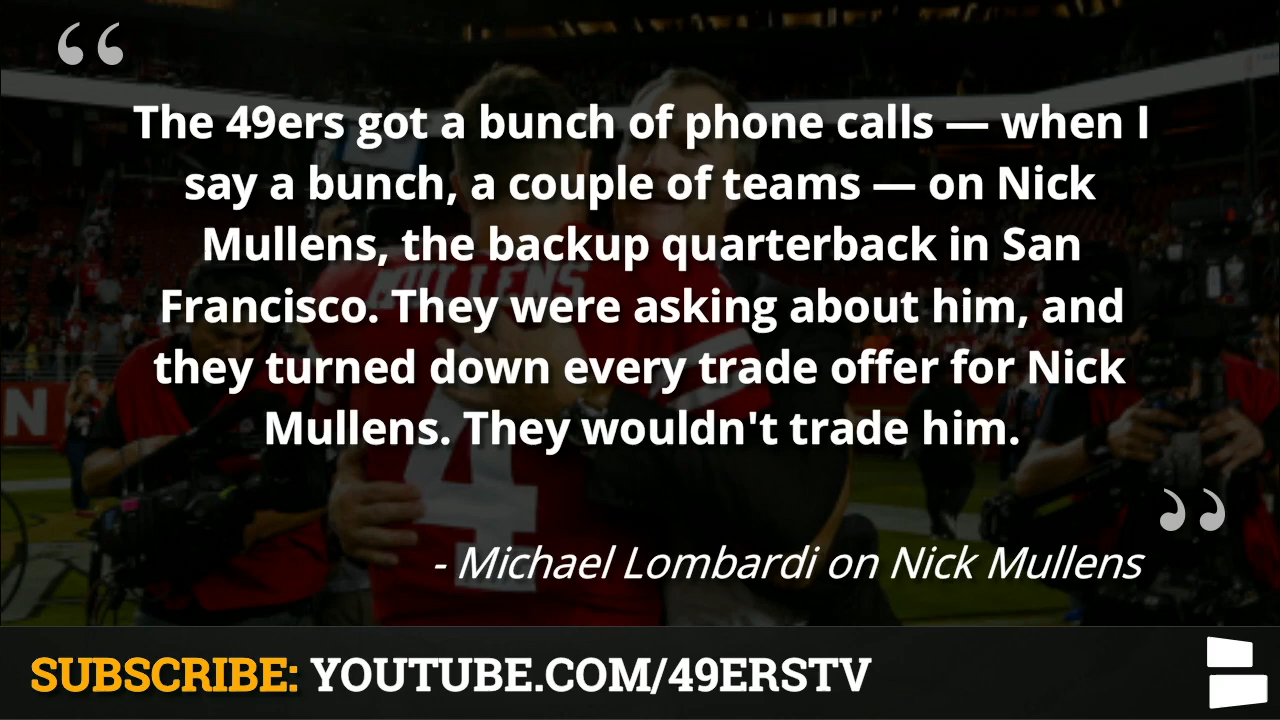 “
The 49ers got a bunch of phone calls — when I
say a bunch, a couple of teams — on Nick
Mullens, the backup quarterback in San
Francisco. They were asking about him, and
they turned down every trade offer for Nick
Mullens. They wouldn't trade him.
”
- Michael Lombardi on Nick Mullens
MULLENS
4
N
SUBSCRIBE: YOUTUBE.COM/49ERSTV